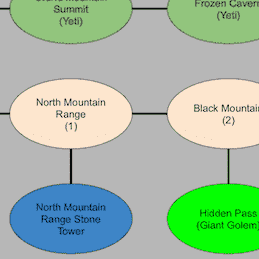 Summit
(Yeti)
Frozen Cavern
(Yeti)
North Mountain
Range
(1)
Black Mountain
(2)
North Mountain
Range Stone
Tower
Hidden Pass
(Giant Golem)